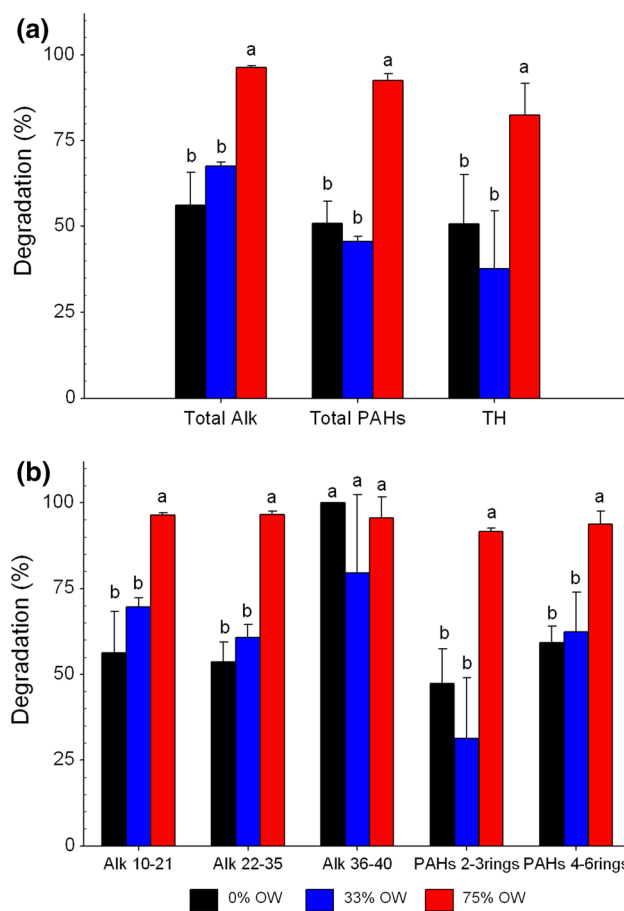 (a)
Degradation (%)
100
75
50
25
0
b b a
b b a
b b a
Total Alk Total PAHs TH
(b)
Degradation (%)
100
75
50
25
0
b b a
b b a
a a a
b b a
b b a
Alk 10-21 Alk 22-35 Alk 36-40 PAHs 2-3rings PAHs 4-6rings
0% OW 33% OW 75% OW